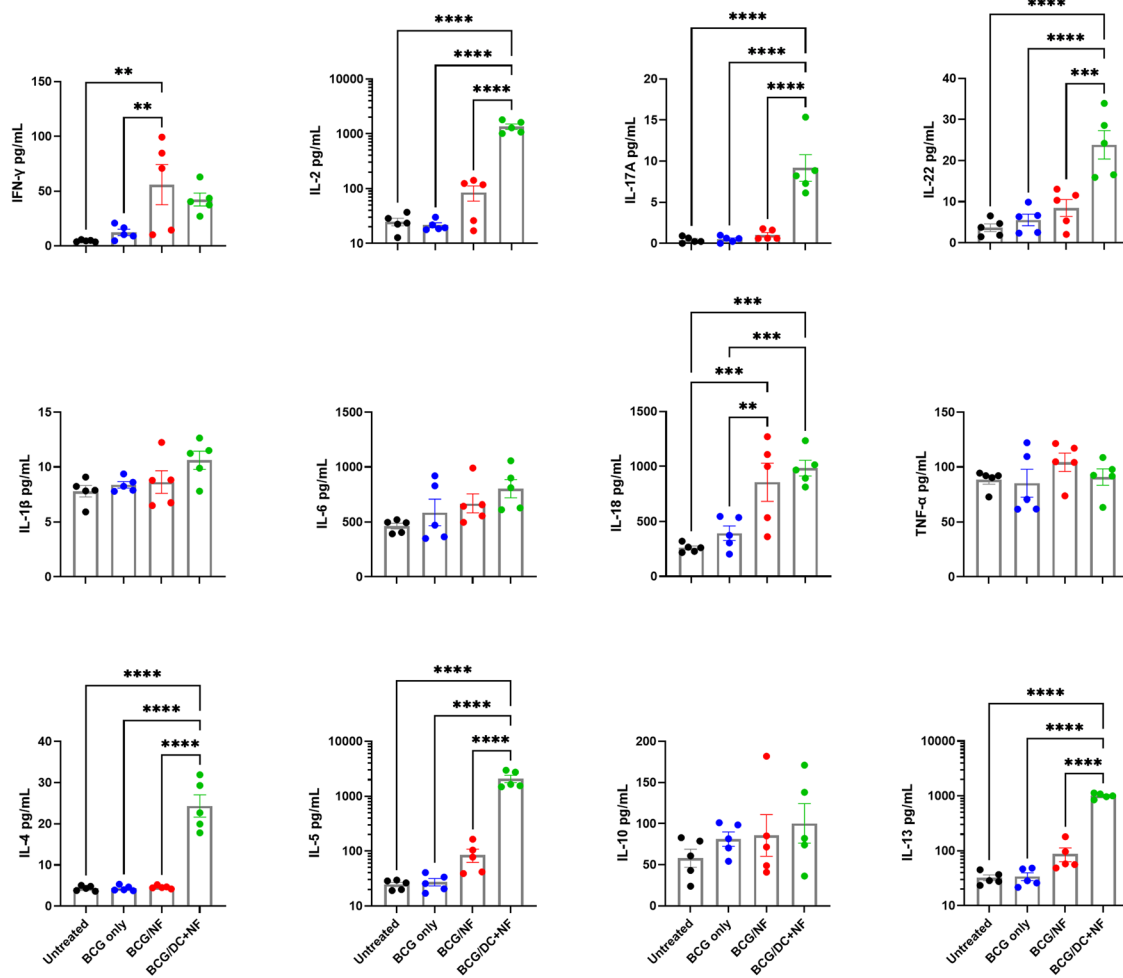 ****
****
****
**
**
150
100
50
0
IFN-γ pg/mL
****
****
10000
1000
100
10
IL-2 pg/mL
****
****
20
15
10
5
0
IL-17A pg/mL
****
***
40
30
20
10
0
IL-22 pg/mL
15
10
5
0
IL-1β pg/mL
1500
1000
500
0
IL-6 pg/mL
***
***
***
**
1500
1000
500
0
IL-18 pg/mL
150
100
50
0
TNF-α pg/mL
****
****
****
40
30
20
10
0
IL-4 pg/mL
Untreated
BCG only
BCG/NF
BCG/DC+NF
****
****
****
10000
1000
100
10
IL-5 pg/mL
Untreated
BCG only
BCG/NF
BCG/DC+NF
200
150
100
50
0
IL-10 pg/mL
Untreated
BCG only
BCG/NF
BCG/DC+NF
****
****
****
10000
1000
100
10
IL-13 pg/mL
Untreated
BCG only
BCG/NF
BCG/DC+NF